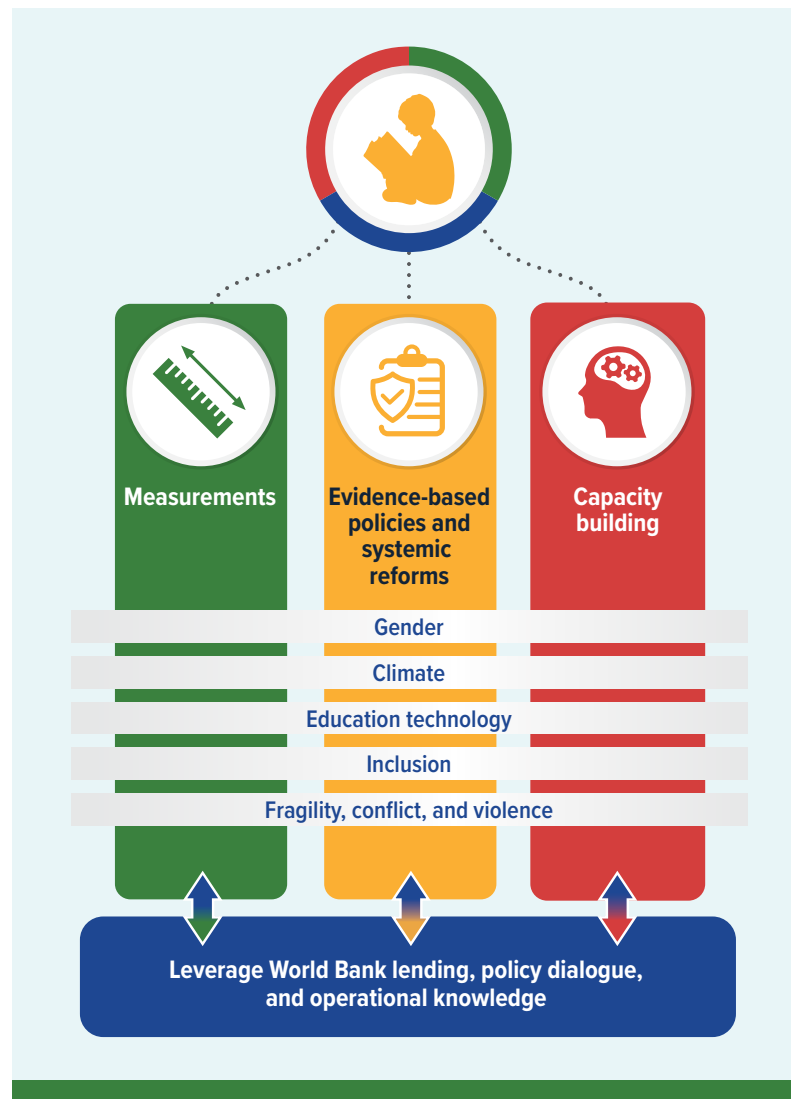 Measurements
Evidence-based
policies and
systemic
reforms
Capacity
building
Gender
Climate
Education technology
Inclusion
Fragility, conflict, and violence
Leverage World Bank lending, policy dialogue,
and operational knowledge